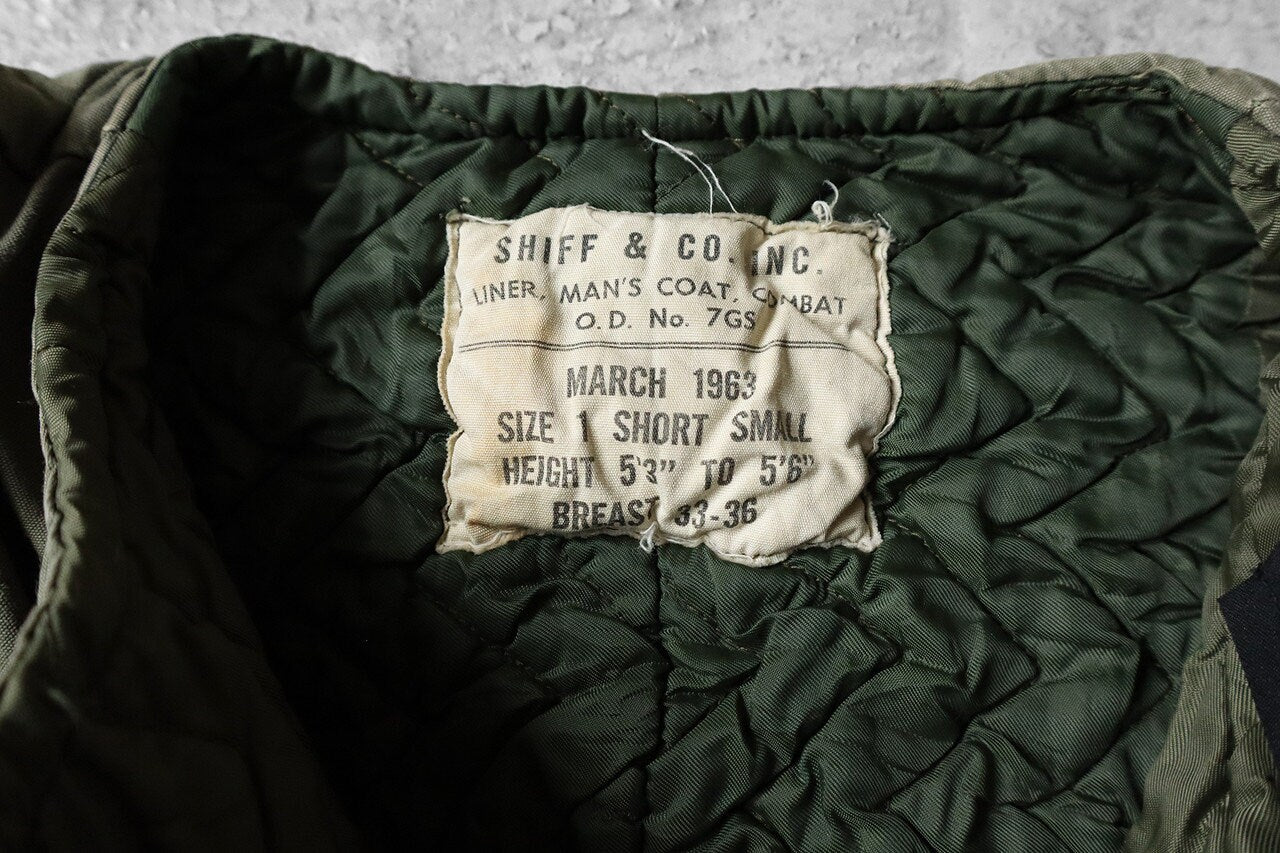 SHIFF & CO. INC.
LINER, MAN'S COAT, COMBAT
O.D. No. 7GS
MARCH 1963
SIZE 1 SHORT SMALL
HEIGHT 5'3" TO 5'6"
BREAST 33-36